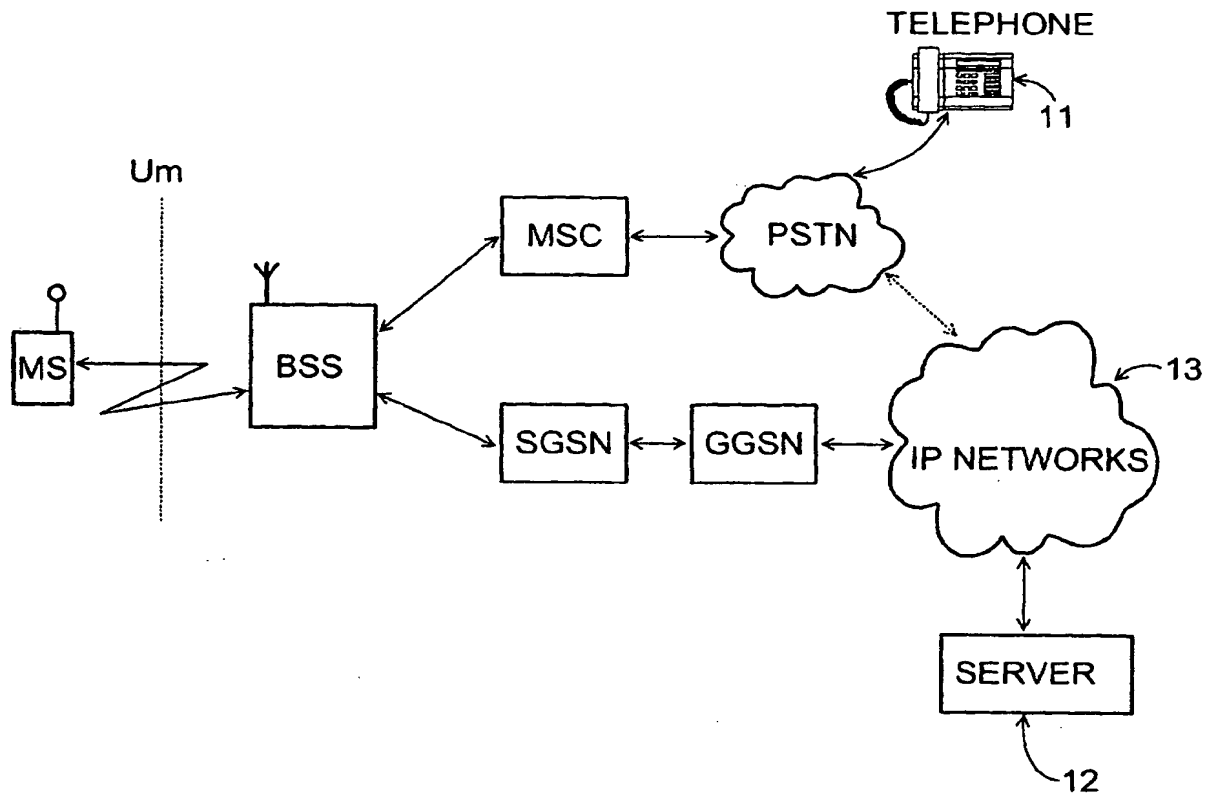 TELEPHONE
11
Um
MSC
PSTN
MS
BSS
13
SGSN
GGSN
IP NETWORKS
SERVER
12